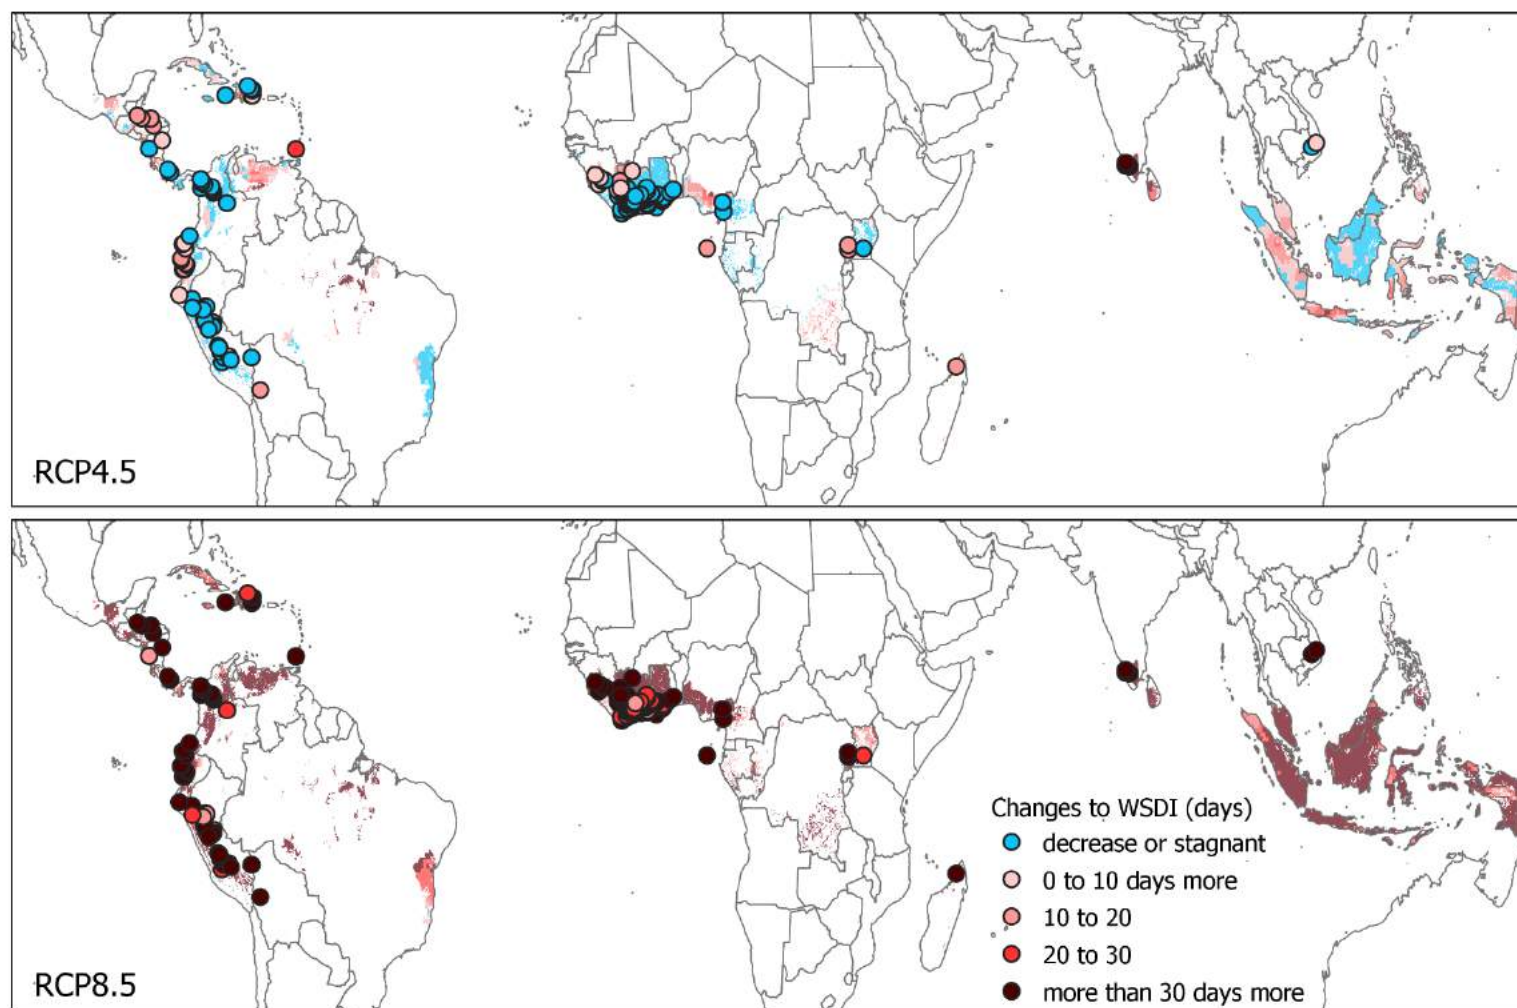 RCP4.5
Changes to WSDI (days)
decrease or stagnant
0 to 10 days more
10 to 20
20 to 30
more than 30 days more
RCP8.5